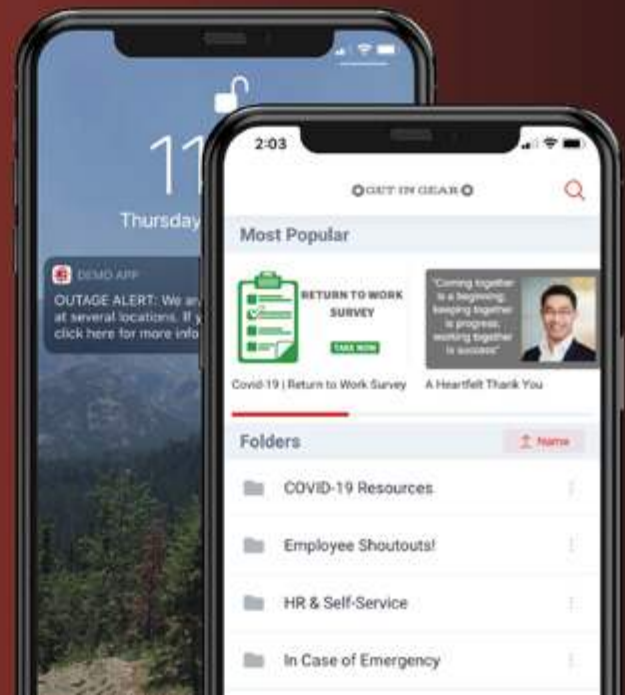 11
Thursday
DEMO APP
OUTAGE ALERT: We ar
at several locations. If y
click here for more info
2:03
GET IN GEAR
Most Popular
RETURN TO WORK
SURVEY
TAKE NOW
"Coming together
is a beginning;
keeping together
is progress;
working together
is success"
Covid-19 | Return to Work Survey
A Heartfelt Thank You
Folders
Name
COVID-19 Resources
Employee Shoutouts!
HR & Self-Service
In Case of Emergency